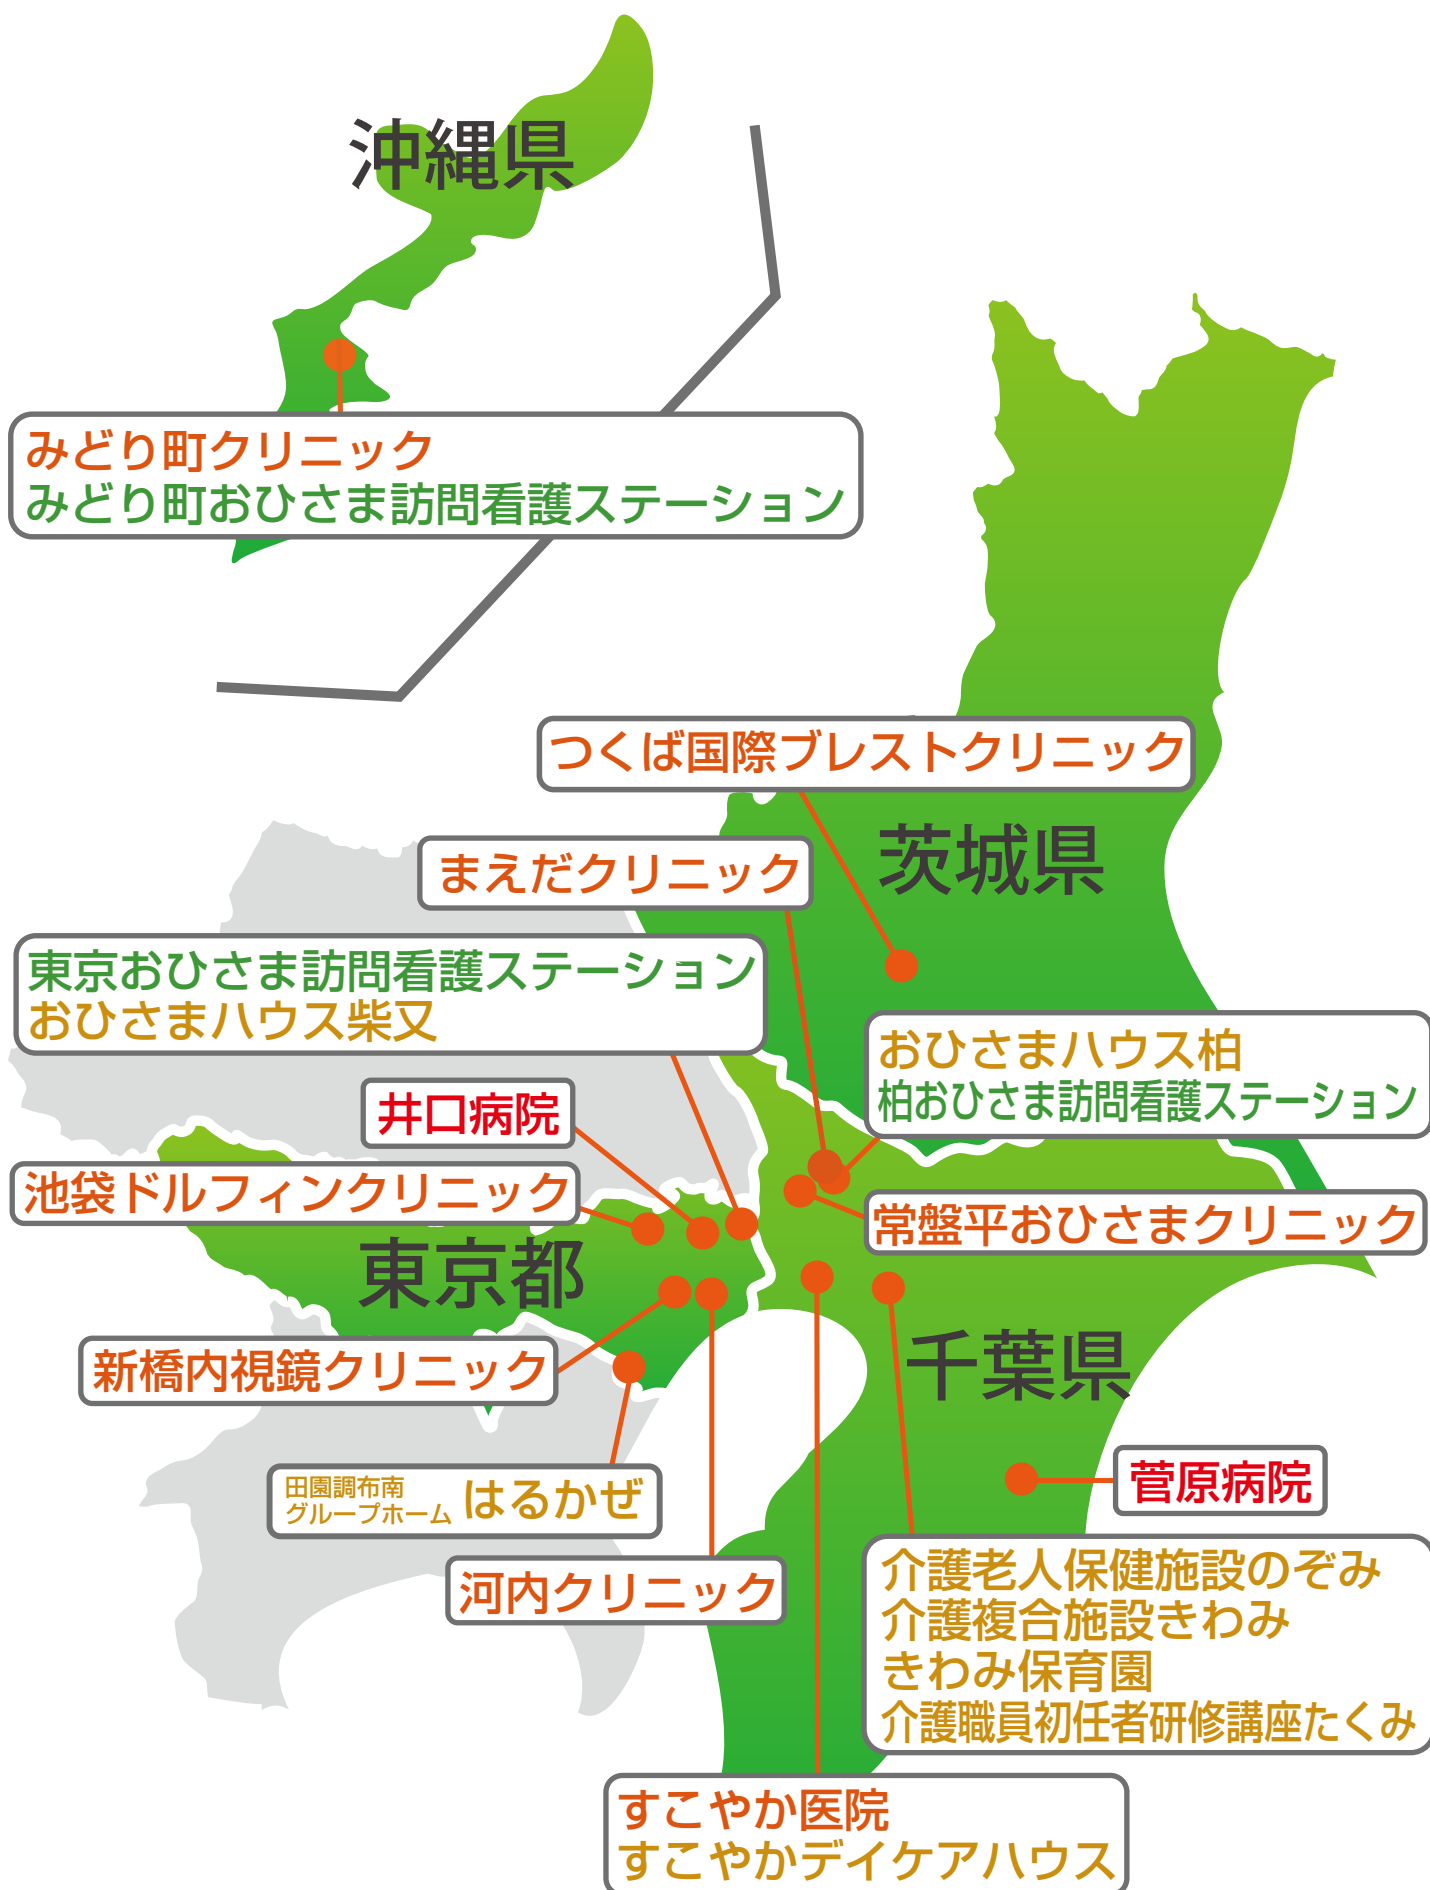 沖縄県
みどり町クリニック
みどり町おひさま訪問看護ステーション
つくば国際ブレストクリニック
茨城県
まえだクリニック
東京おひさま訪問看護ステーション
おひさまハウス柴又
おひさまハウス柏
柏おひさま訪問看護ステーション
井口病院
池袋ドルフィンクリニック
常盤平おひさまクリニック
東京都
千葉県
新橋内視鏡クリニック
菅原病院
田園調布南
グループホーム はるかぜ
河内クリニック
介護老人保健施設のぞみ
介護複合施設きわみ
きわみ保育園
介護職員初任者研修講座たくみ
すこやか医院
すこやかデイケアハウス